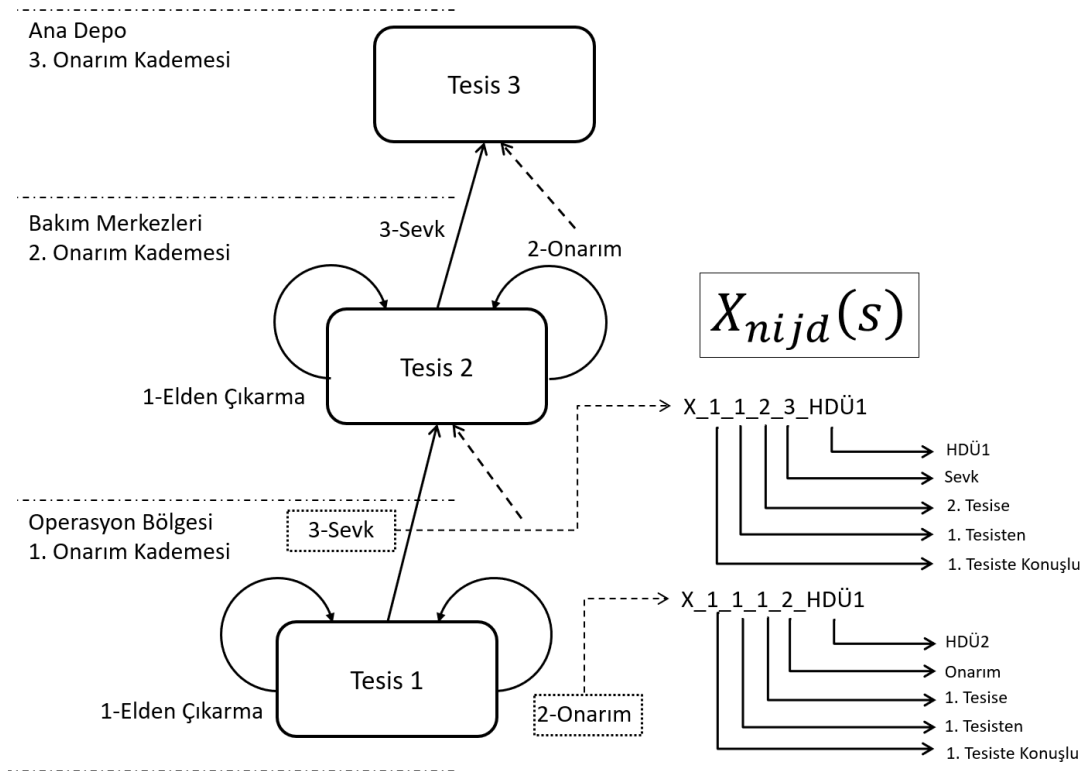 Ana Depo
3. Onarım Kademesi
Tesis 3
Bakım Merkezleri
2. Onarım Kademesi
3-Sevk
2-Onarım
Tesis 2
1-Elden Çıkarma
X_{nijd}(s)
X_1_1_2_3_HDÜ1
HDÜ1
Sevk
2. Tesise
1. Tesisten
1. Tesiste Konuşlu
Operasyon Bölgesi
1. Onarım Kademesi
3-Sevk
X_1_1_1_2_HDÜ1
HDÜ2
Onarım
1. Tesise
1. Tesisten
1. Tesiste Konuşlu
Tesis 1
1-Elden Çıkarma
2-Onarım